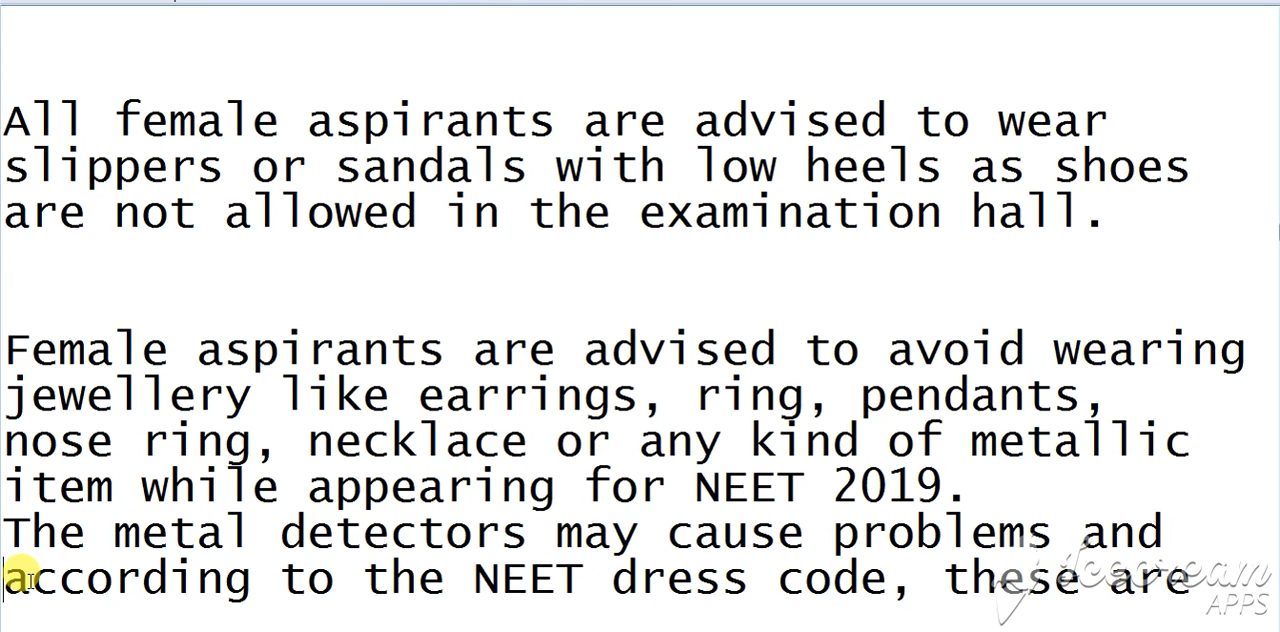 All female aspirants are advised to wear
slippers or sandals with low heels as shoes
are not allowed in the examination hall.
Female aspirants are advised to avoid wearing
jewellery like earrings, ring, pendants,
nose ring, necklace or any kind of metallic
item while appearing for NEET 2019.
The metal detectors may cause problems and
according to the NEET dress code, these are
Icecream
APPS